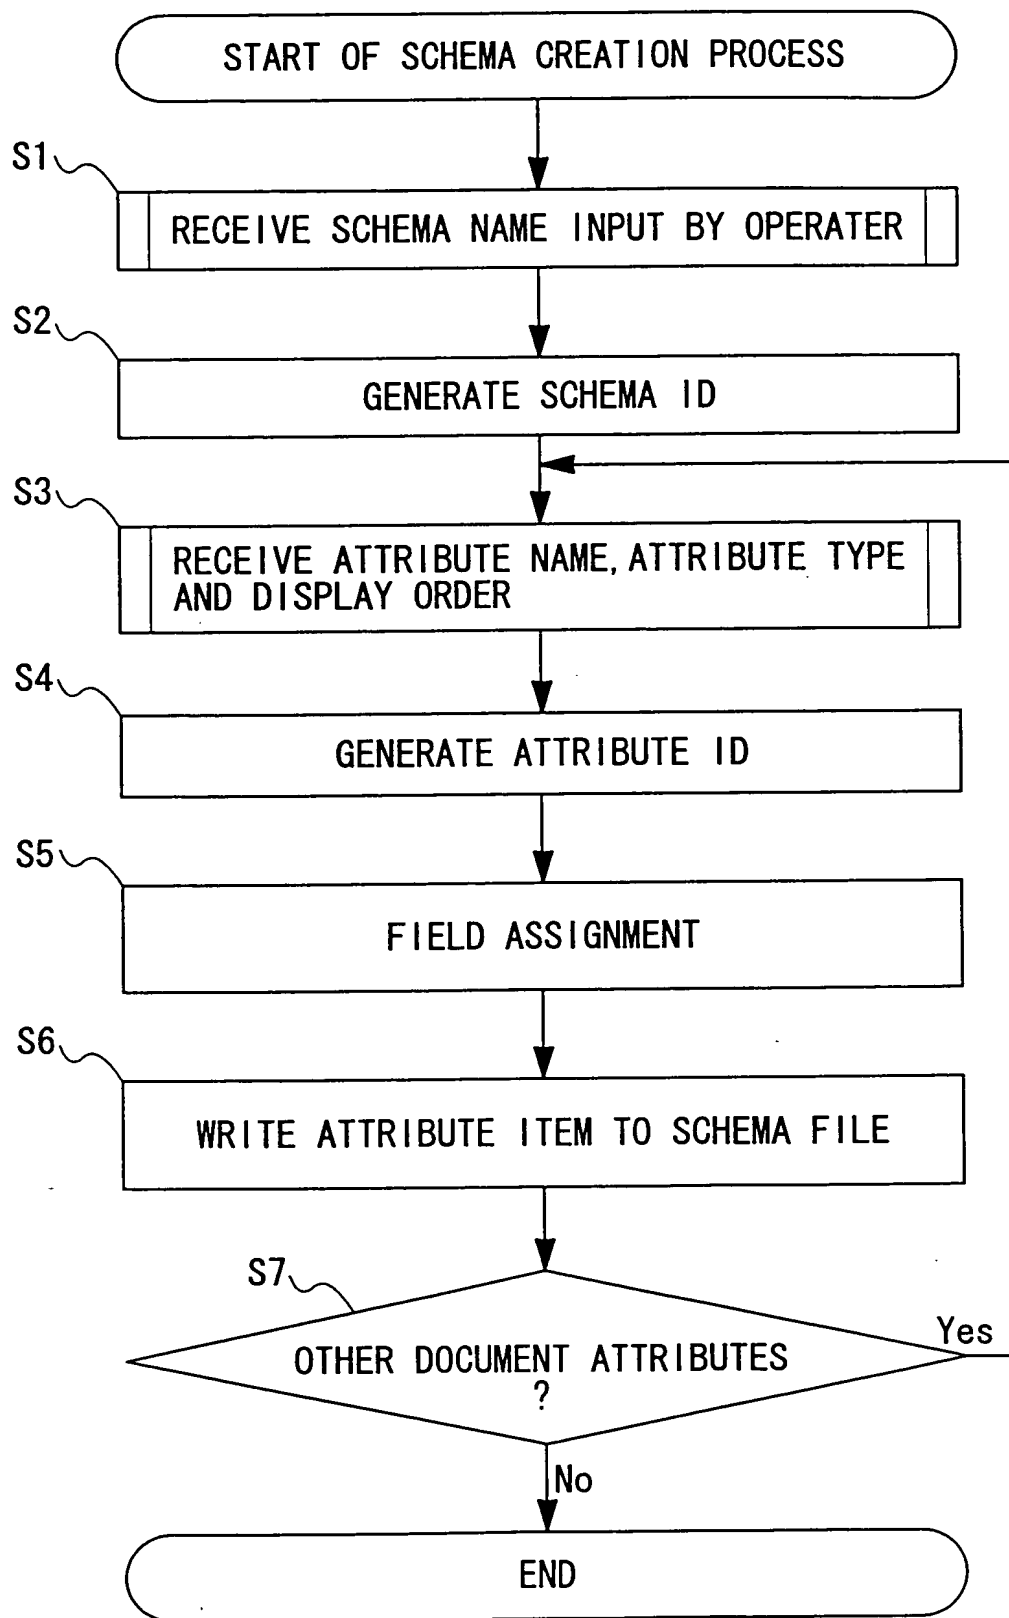 START OF SCHEMA CREATION PROCESS
S1
RECEIVE SCHEMA NAME INPUT BY OPERATER
S2
GENERATE SCHEMA ID
S3
RECEIVE ATTRIBUTE NAME, ATTRIBUTE TYPE
AND DISPLAY ORDER
S4
GENERATE ATTRIBUTE ID
S5
FIELD ASSIGNMENT
S6
WRITE ATTRIBUTE ITEM TO SCHEMA FILE
S7
Yes
OTHER DOCUMENT ATTRIBUTES
?
No
END